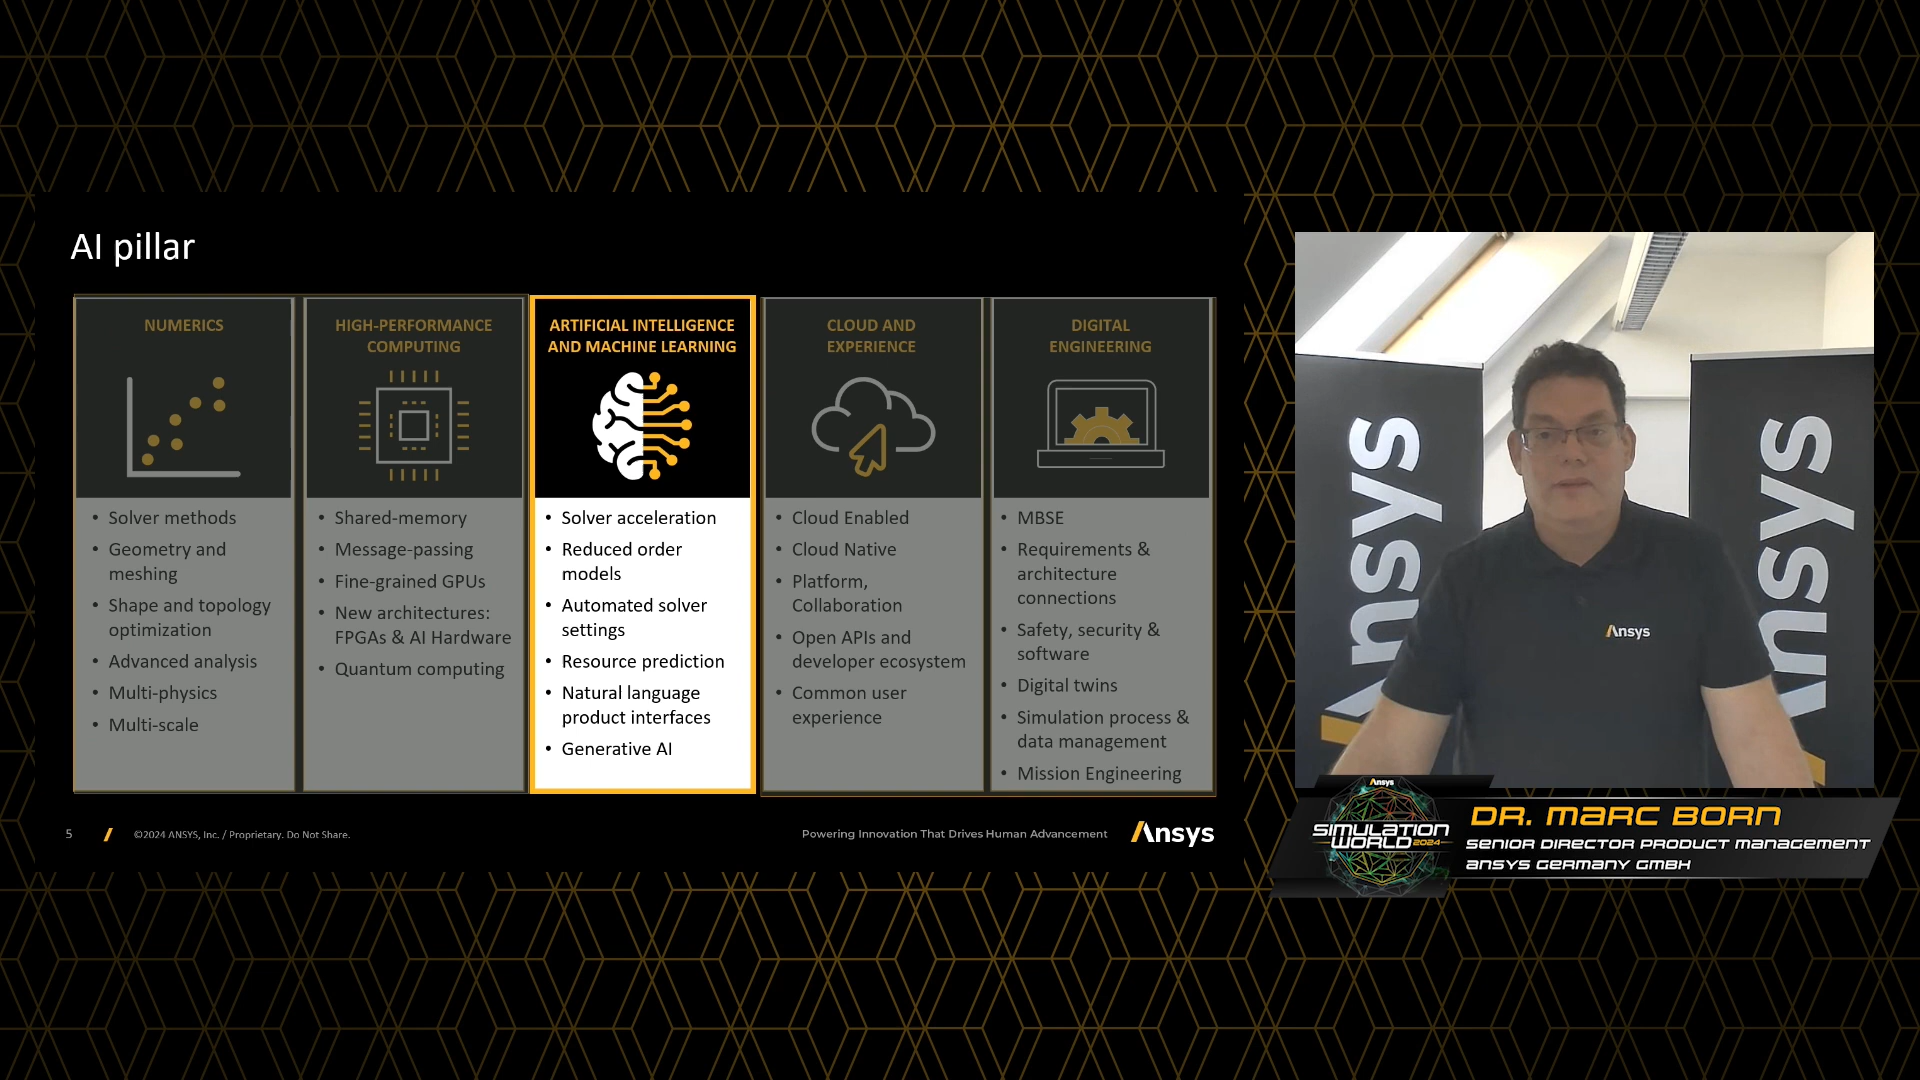 AI pillar
NUMERICS
• Solver methods
• Geometry and
meshing
• Shape and topology
optimization
• Advanced analysis
• Multi-physics
• Multi-scale
HIGH-PERFORMANCE
COMPUTING
• Shared-memory
• Message-passing
• Fine-grained GPUs
• New architectures:
FPGAs & AI Hardware
• Quantum computing
ARTIFICIAL INTELLIGENCE
AND MACHINE LEARNING
• Solver acceleration
• Reduced order
models
• Automated solver
settings
• Resource prediction
• Natural language
product interfaces
• Generative AI
CLOUD AND
EXPERIENCE
• Cloud Enabled
• Cloud Native
• Platform,
Collaboration
• Open APIs and
developer ecosystem
• Common user
experience
DIGITAL
ENGINEERING
• MBSE
• Requirements &
architecture
connections
• Safety, security &
software
• Digital twins
• Simulation process &
data management
• Mission Engineering
5
©2024 ANSYS, Inc. / Proprietary. Do Not Share.
Powering Innovation That Drives Human Advancement
Ansys
Ansys
Ansys
Ansys
Ansys
SIMULATION
WORLD 2024
DR. MARC BORN
SENIOR DIRECTOR PRODUCT MANAGEMENT
ANSYS GERMANY GMBH